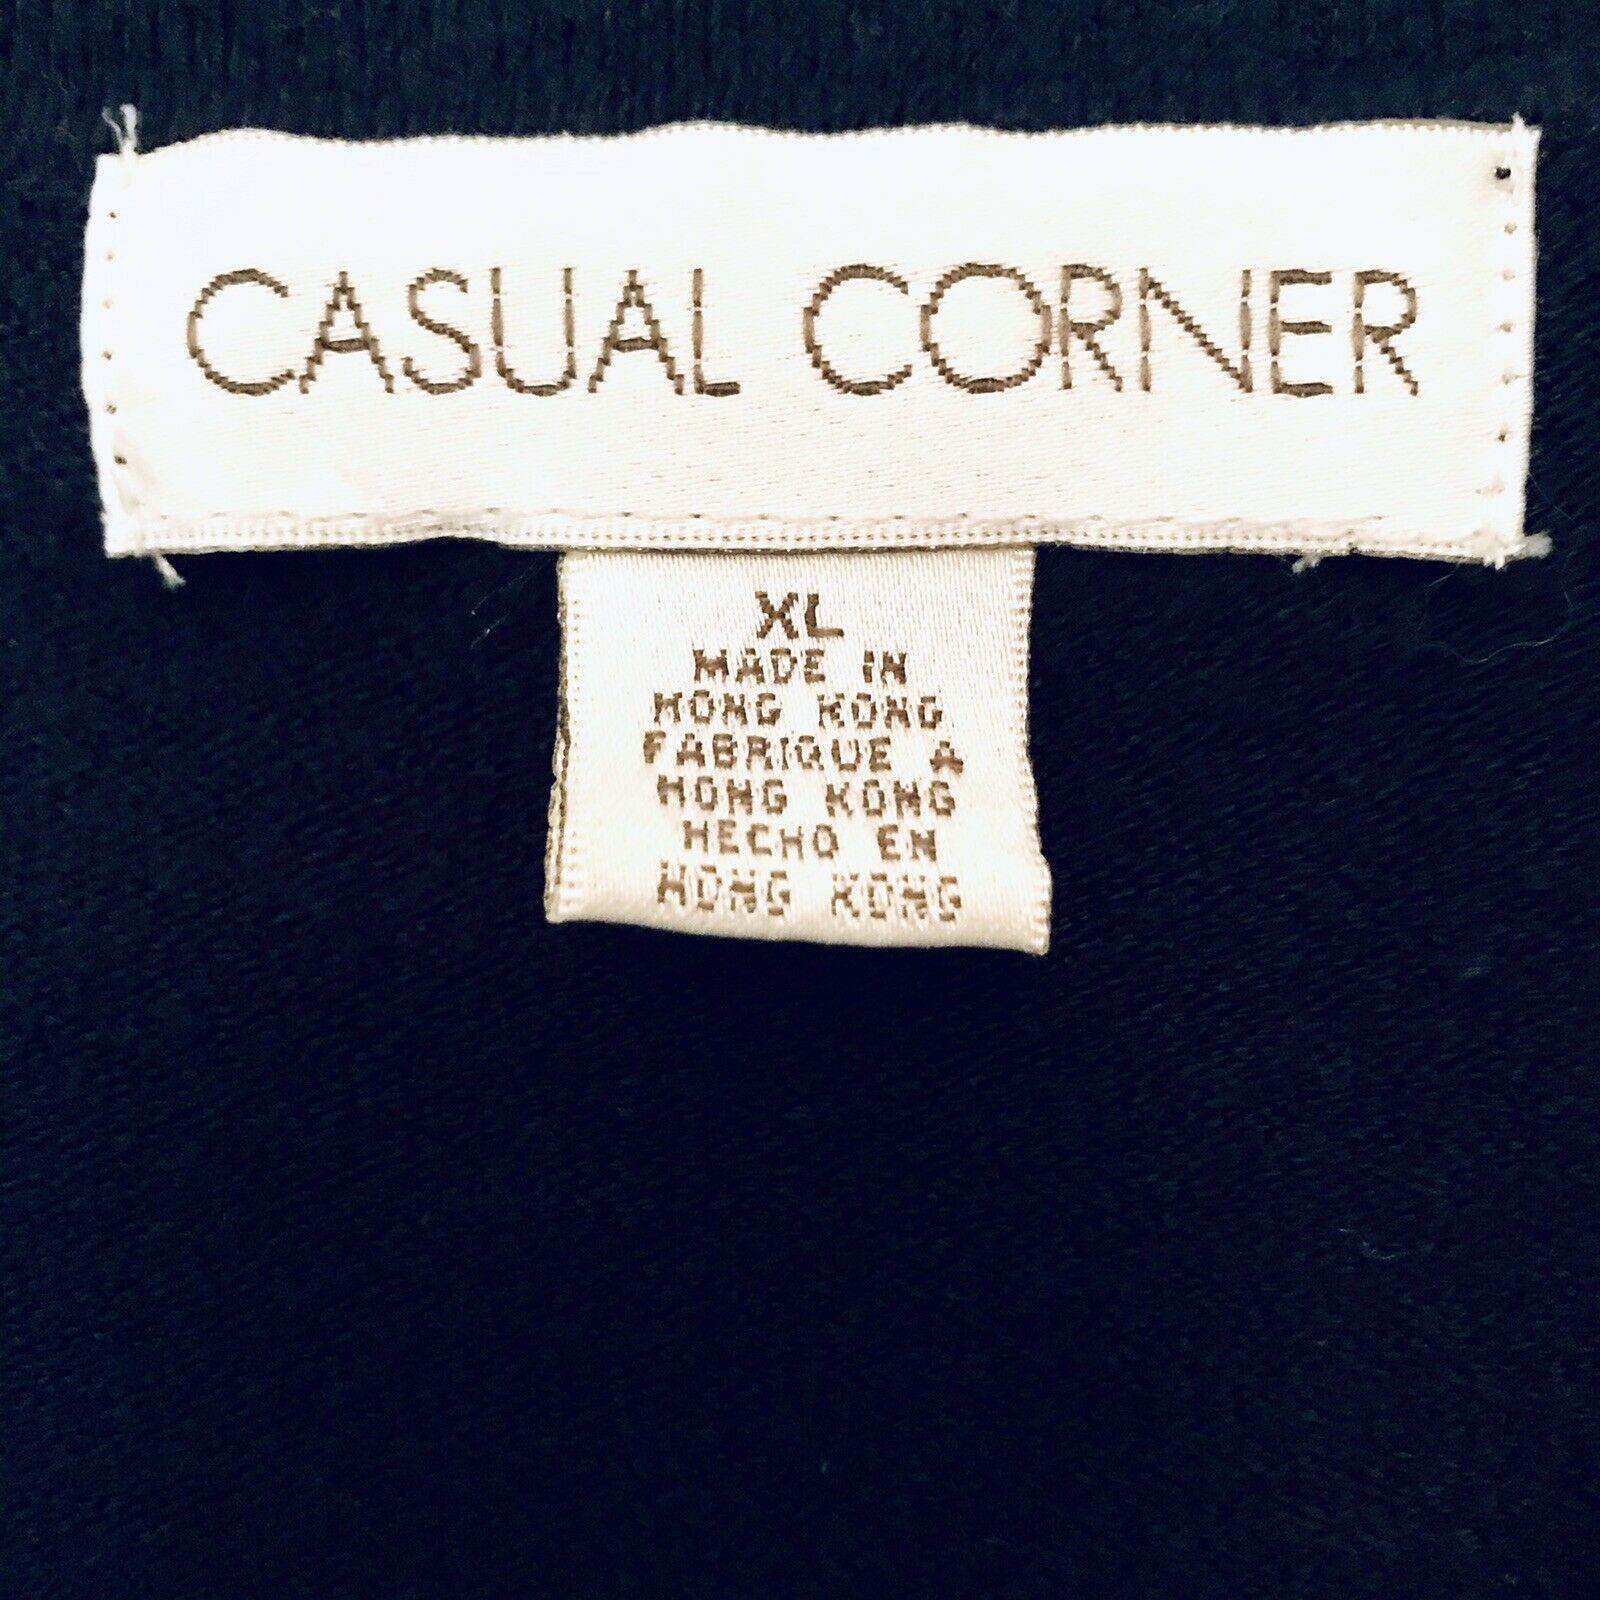 CASUAL CORNER
XL
MADE IN
HONG KONG
FABRIQUE A
HONG KONG
HECHO EN
HONG KONG